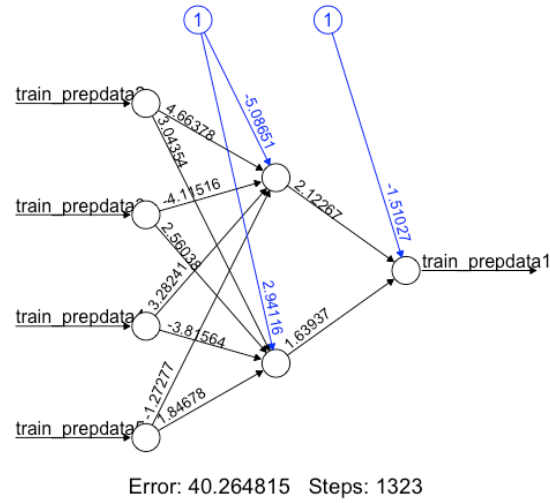 1 1
train_prepdata2
4.66378
3.04354
-5.08651
train_prepdata3
-4.11516
2.56038
2.12267
-1.51027
train_prepdata1
train_prepdata4
3.28241
-3.81564
2.94116
1.63937
train_prepdata5
-1.27277
1.84678
Error: 40.264815 Steps: 1323